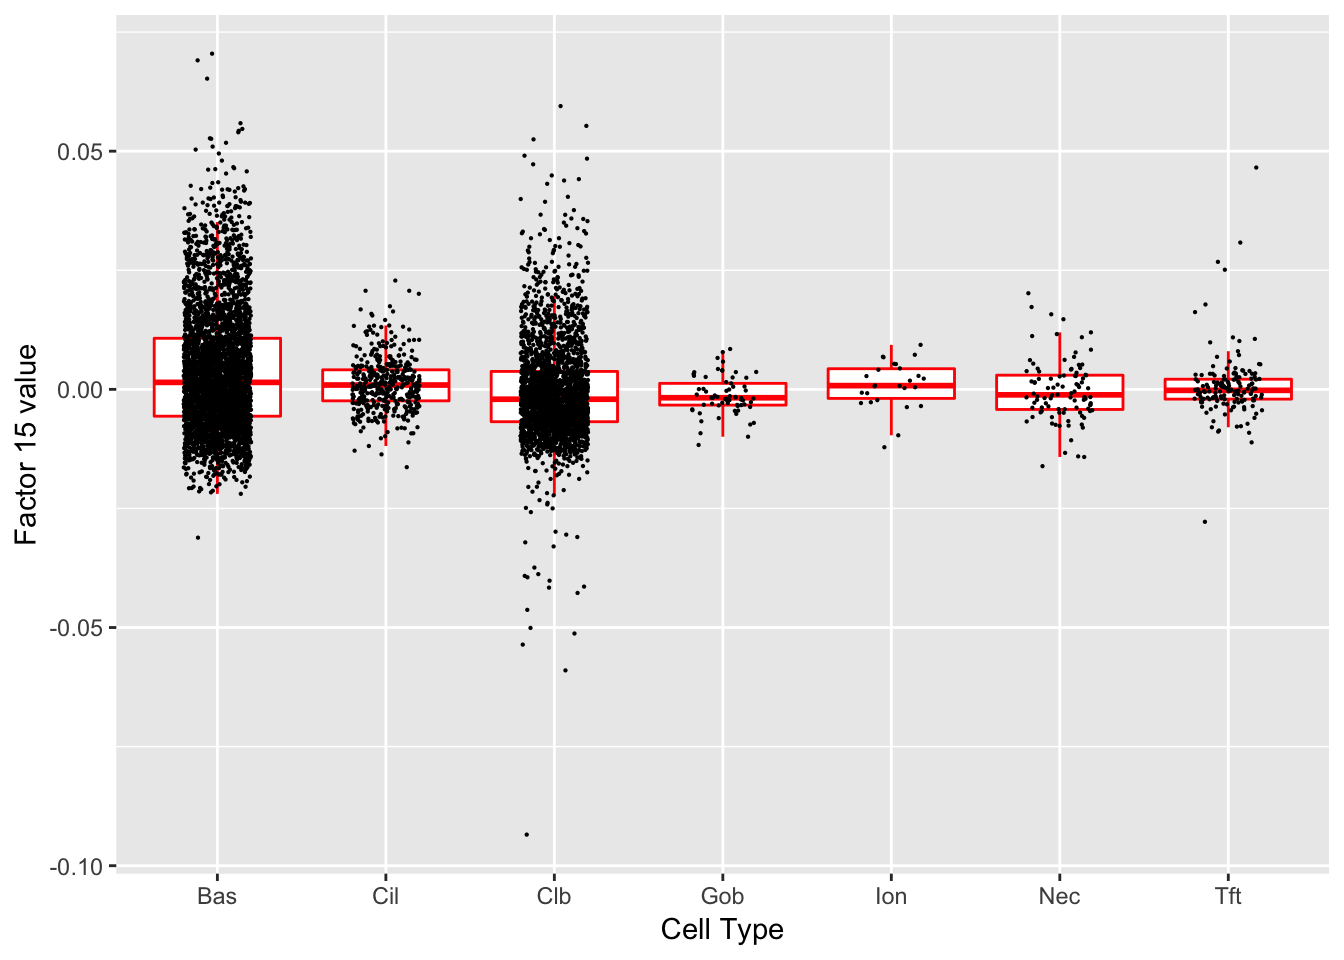 Factor 15 value
0.05
0.00
-0.05
-0.10
Bas Cil Clb Gob Ion Nec Tft
Cell Type